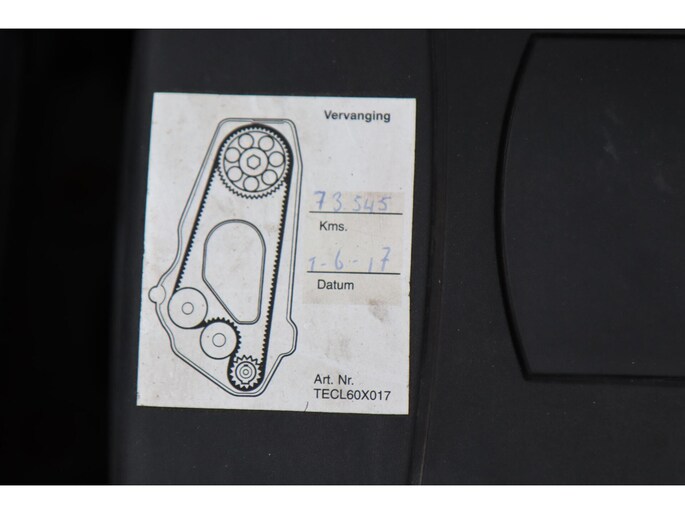 Vervanging
73545
Kms.
1-6-17
Datum
Art. Nr.
TECL60X017